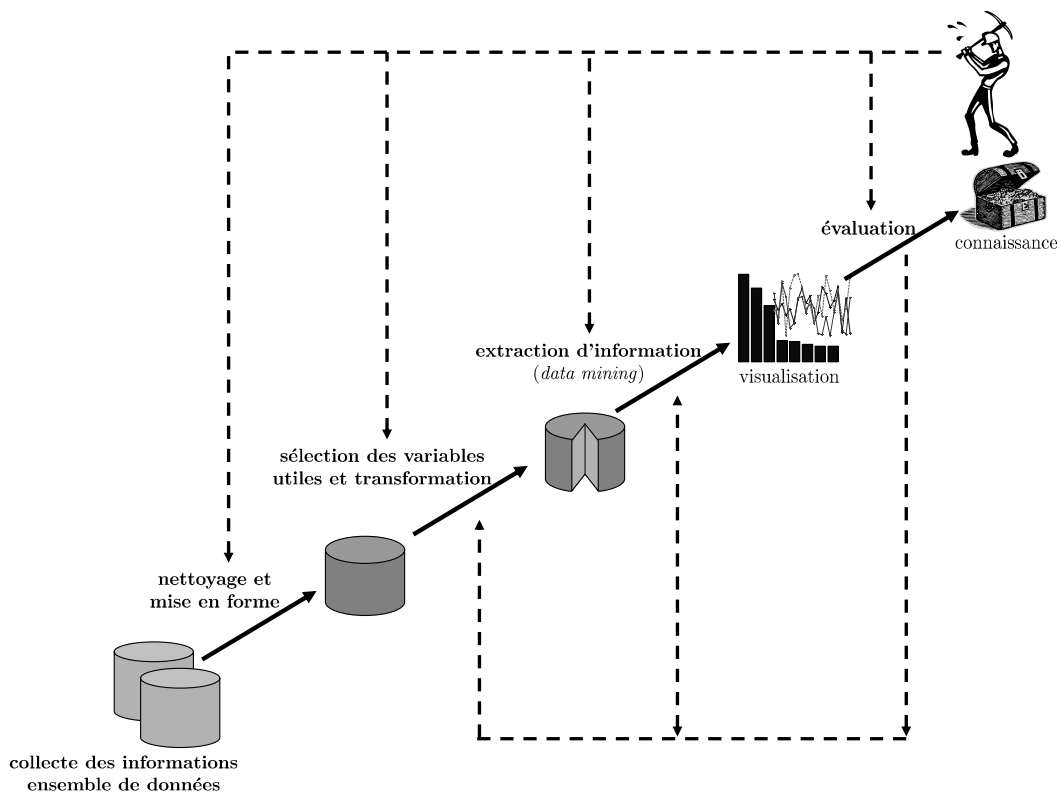 évaluation
connaissance
extraction d'information
(data mining)
visualisation
sélection des variables
utiles et transformation
nettoyage et
mise en forme
collecte des informations
ensemble de données